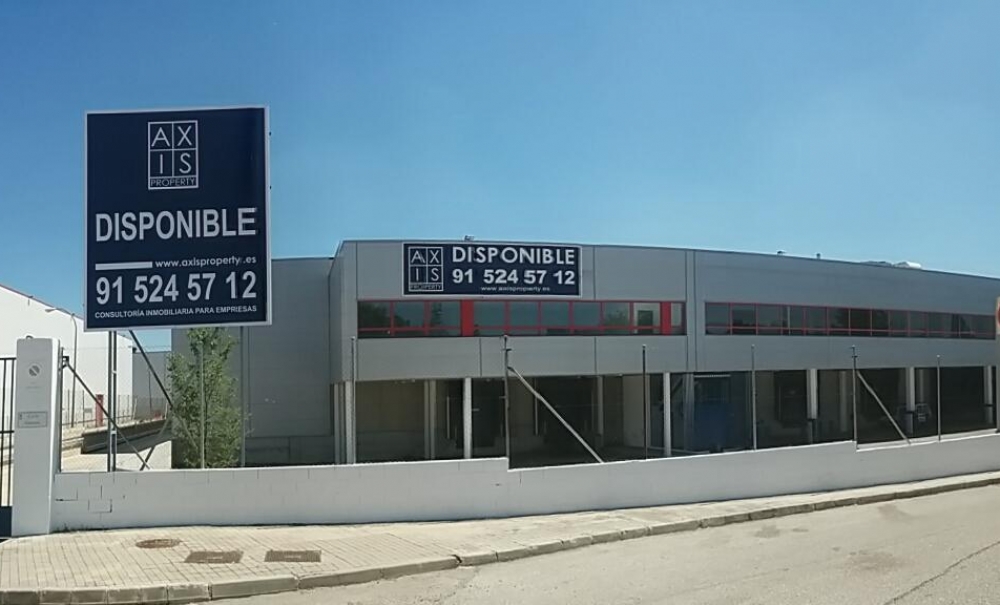 AX
IS
PROPERTY
DISPONIBLE
www.axisproperty.es
91 524 57 12
CONSULTORÍA INMOBILIARIA PARA EMPRESAS
AX
IS
PROPERTY
DISPONIBLE
91 524 57 12
www.axisproperty.es